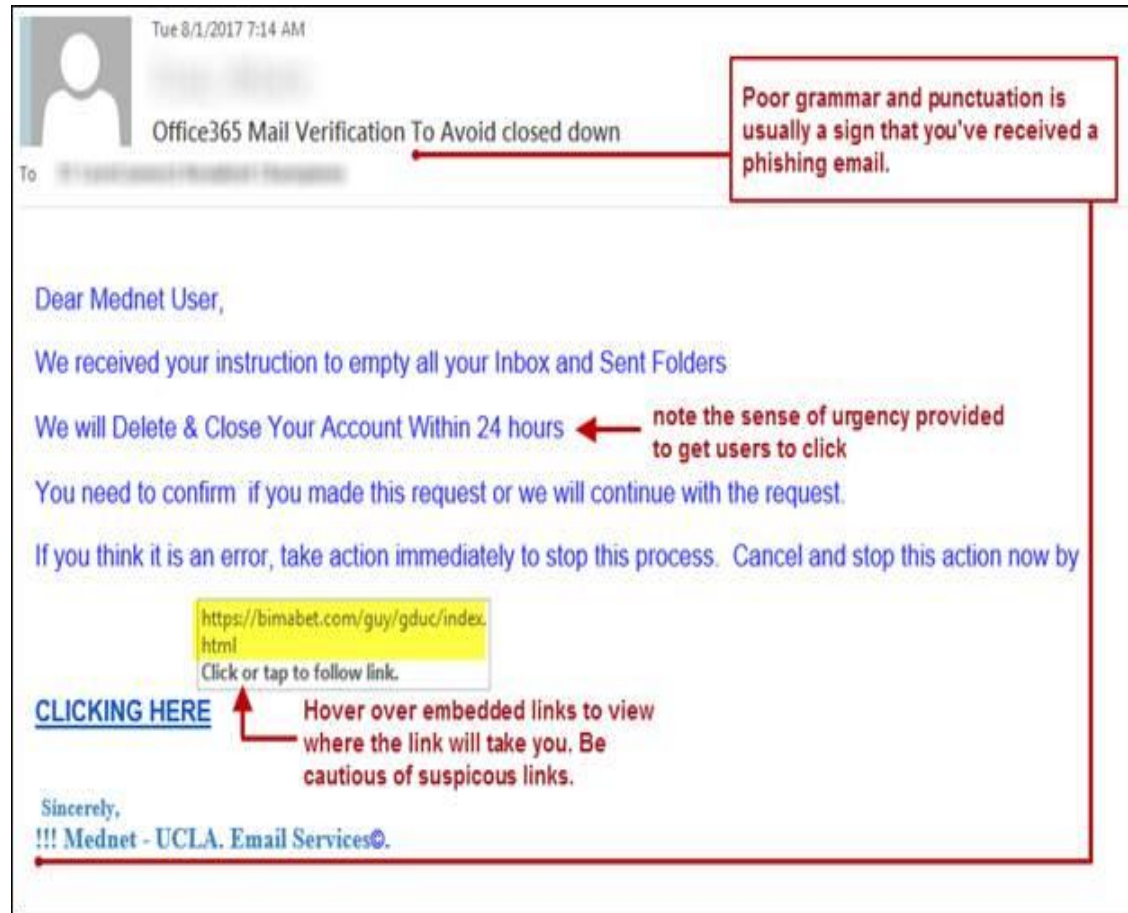 Tue 8/1/2017 7:14 AM
Office365 Mail Verification To Avoid closed down
To
Poor grammar and punctuation is
usually a sign that you've received a
phishing email.
Dear Mednet User,
We received your instruction to empty all your Inbox and Sent Folders
We will Delete & Close Your Account Within 24 hours
note the sense of urgency provided
to get users to click
You need to confirm  if you made this request or we will continue with the request.
If you think it is an error, take action immediately to stop this process.  Cancel and stop this action now by
https://bimabet.com/guy/gduc/index.
html
Click or tap to follow link.
CLICKING HERE
Hover over embedded links to view
where the link will take you. Be
cautious of suspicous links.
Sincerely,
!!! Mednet - UCLA. Email Services©.